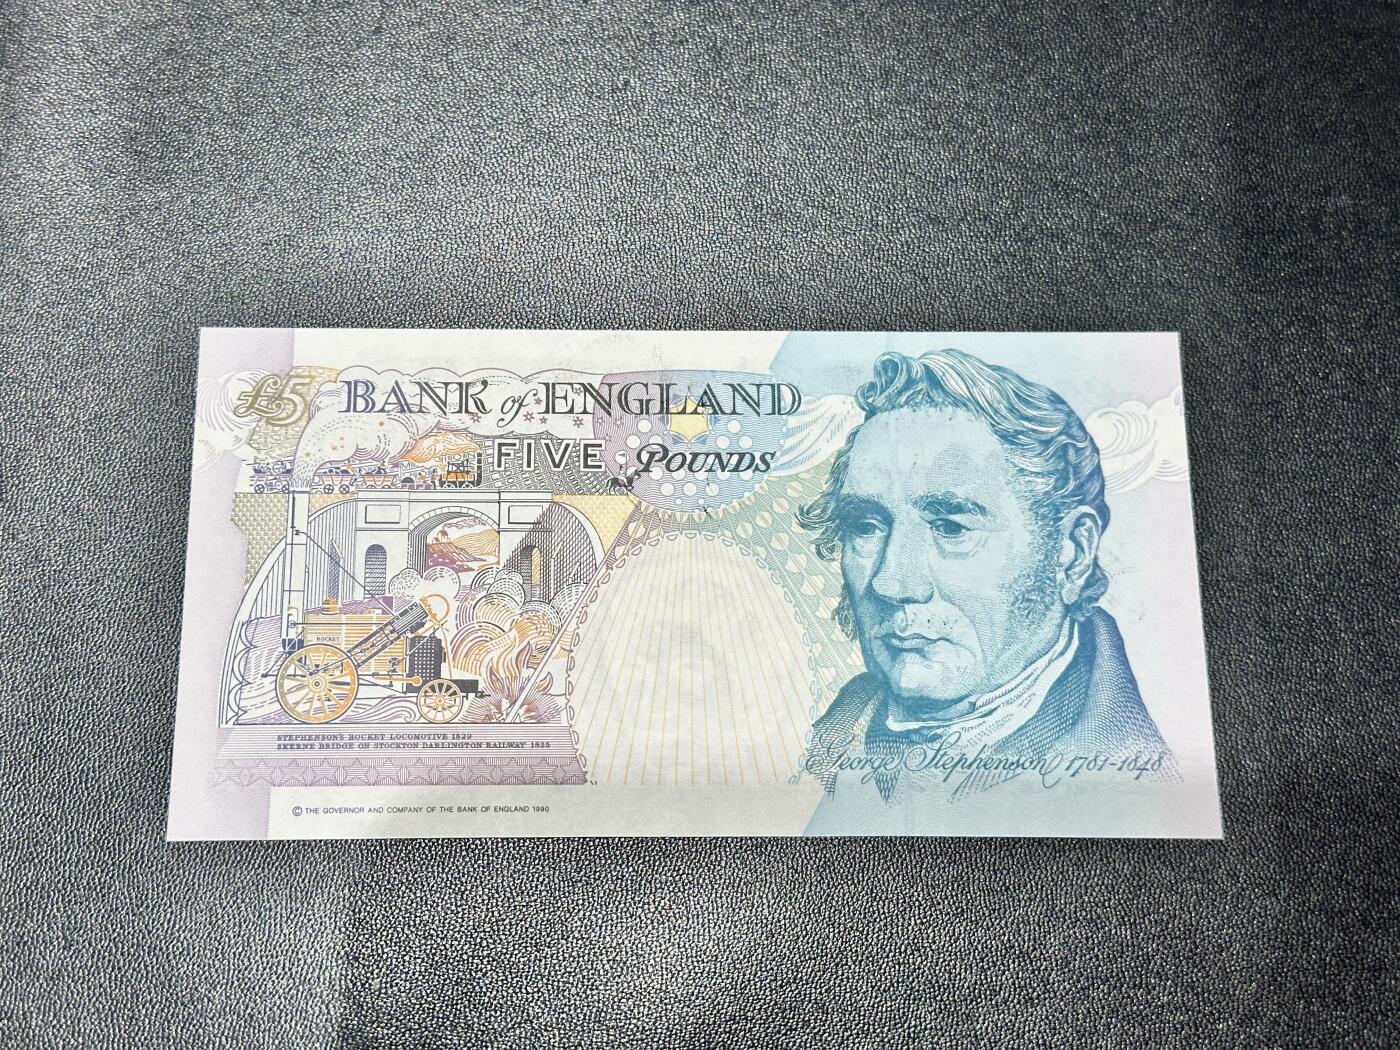 £5 BANK of ENGLAND
FIVE POUNDS
ROCKET
STEPHENSON'S ROCKET LOCOMOTIVE 1829
SKERNE BRIDGE ON STOCKTON DARLINGTON RAILWAY 1825
George Stephenson 1781-1848
© THE GOVERNOR AND COMPANY OF THE BANK OF ENGLAND 1990